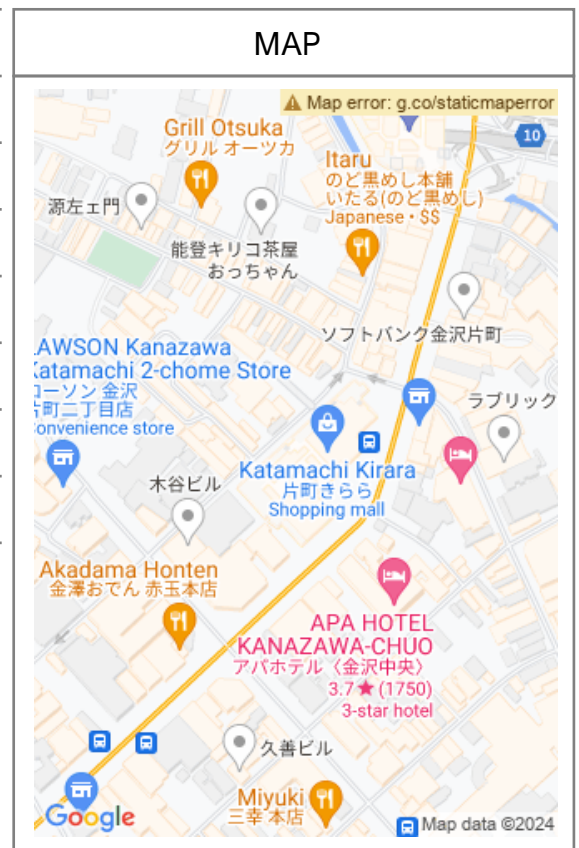 MAP
Map error: g.co/staticmaperror
10
Grill Otsuka
グリル オーツカ
Itaru
のど黒めし本舗
いたる(のど黒めし)
Japanese • $$
源左ェ門
能登キリコ茶屋
おっちゃん
ソフトバンク金沢片町
AWSON Kanazawa
Katamachi 2-chome Store
ローソン 金沢
片町二丁目店
onvenience store
ラブリック
Katamachi Kirara
片町きらら
Shopping mall
木谷ビル
Akadama Honten
金澤おでん 赤玉本店
APA HOTEL
KANAZAWA-CHUO
アパホテル〈金沢中央〉
3.7★(1750)
3-star hotel
久善ビル
Miyuki
三幸 本店
Google
Map data ©2024